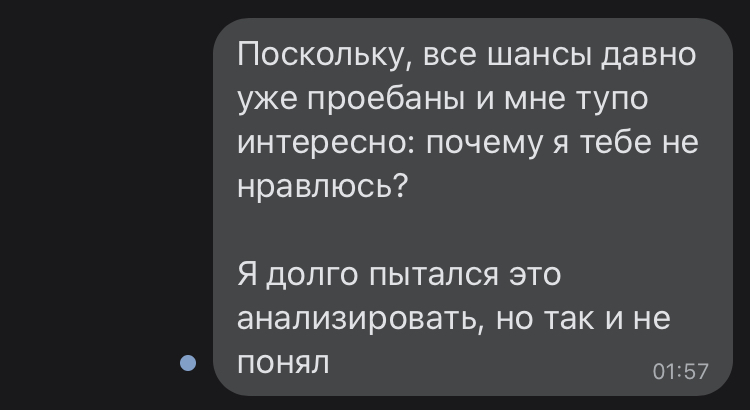 Поскольку, все шансы давно
уже проебаны и мне тупо
интересно: почему я тебе не
нравлюсь?
Я долго пытался это
анализировать, но так и не
понял
01:57